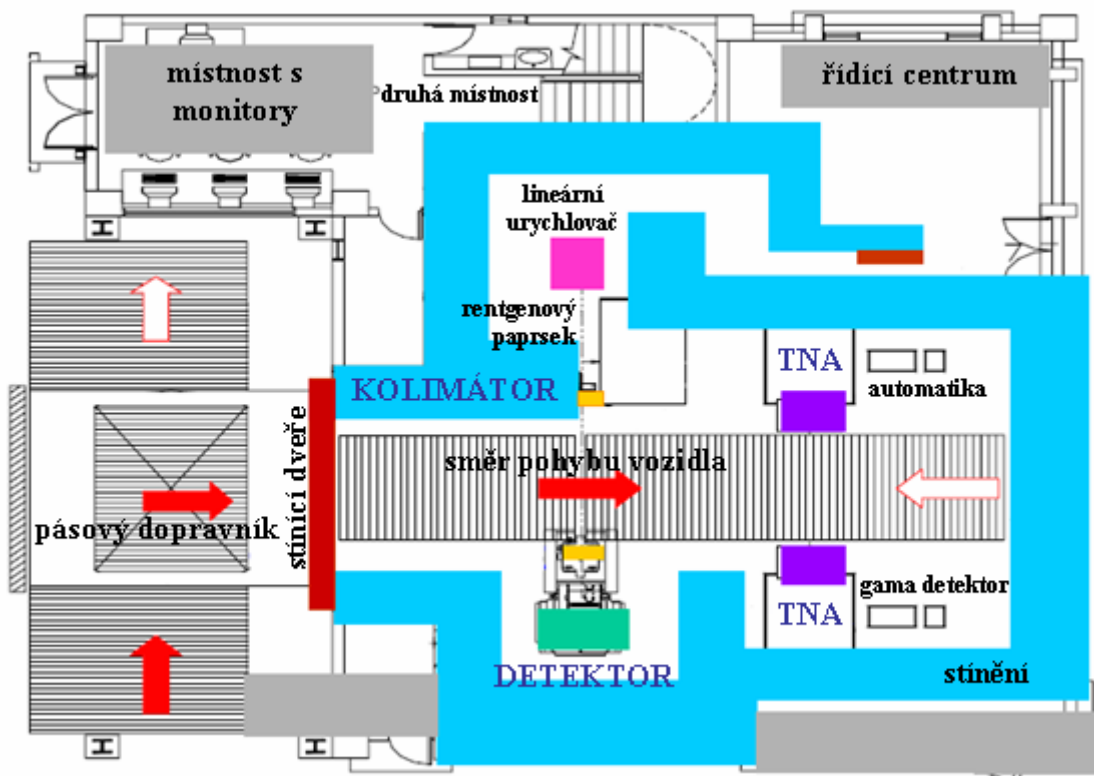 místnost s
monitory
druhá místnost
řídící centrum
lineární
urychlovač
rentgenový
paprsek
TNA
KOLIMÁTOR
automatika
stínící dveře
směr pohybu vozidla
pásový dopravník
gama detektor
TNA
DETEKTOR
stínění